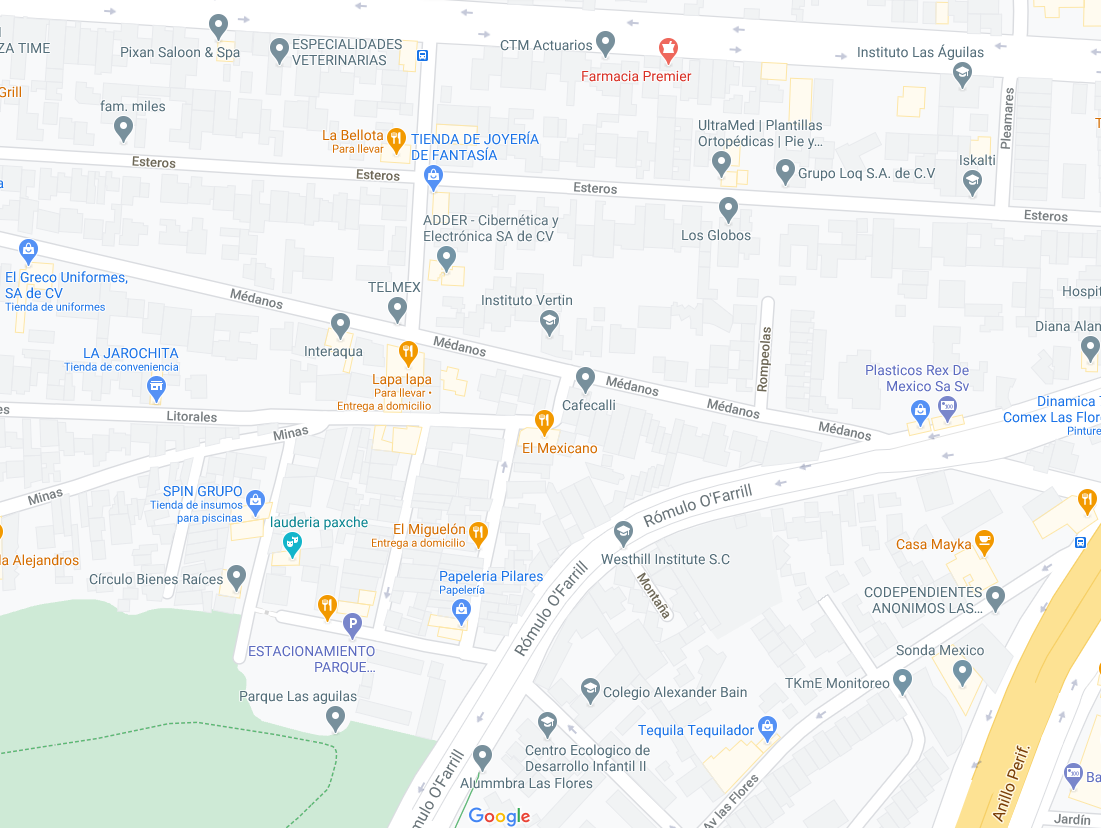 ZA TIME
Pixan Saloon & Spa
ESPECIALIDADES
VETERINARIAS
CTM Actuarios
Farmacia Premier
Instituto Las Águilas
Grill
fam. miles
La Bellota
Para llevar
TIENDA DE JOYERÍA
DE FANTASÍA
UltraMed | Plantillas
Ortopédicas | Pie y...
Pleamares
Iskalti
Grupo Loq S.A. de C.V
Esteros
Esteros
Esteros
Esteros
ADDER - Cibernética y
Electrónica SA de CV
Los Globos
El Greco Uniformes,
SA de CV
Tienda de uniformes
Médanos
TELMEX
Instituto Vertin
Hospit
Interaqua
Médanos
Rompeolas
Diana Alan
LA JAROCHITA
Tienda de conveniencia
Lapa lapa
Para llevar •
Entrega a domicilio
Cafecalli
Médanos
Médanos
Médanos
Plasticos Rex De
Mexico Sa Sv
Dinamica
Comex Las Flor
Pinture
es
Litorales
Minas
El Mexicano
Minas
SPIN GRUPO
Tienda de insumos
para piscinas
lauderia paxche
El Miguelón
Entrega a domicilio
Rómulo O'Farrill
Westhill Institute S.C
Casa Mayka
la Alejandros
Círculo Bienes Raíces
Papeleria Pilares
Papelería
Montaña
CODEPENDIENTES
ANONIMOS LAS...
Rómulo O'Farrill
ESTACIONAMIENTO
PARQUE...
Sonda Mexico
TKmE Monitoreo
Parque Las aguilas
Colegio Alexander Bain
Tequila Tequilador
Centro Ecologico de
Desarrollo Infantil II
Alummbra Las Flores
mulo O'Farrill
Av las Flores
Anillo Perif.
Ba
Jardín
Google